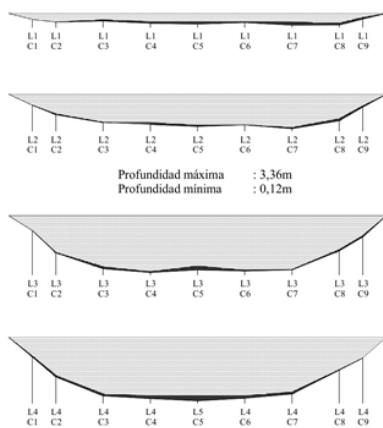 L1 L1 L1 L1 L1 L1 L1 L1 L1
C1 C2 C3 C4 C5 C6 C7 C8 C9
L2 L2 L2 L2 L2 L2 L2 L2 L2
C1 C2 C3 C4 C5 C6 C7 C8 C9
Profundidad máxima : 3,36m
Profundidad mínima : 0,12m
L3 L3 L3 L3 L3 L3 L3 L3 L3
C1 C2 C3 C4 C5 C6 C7 C8 C9
L4 L4 L4 L4 L5 L4 L4 L4 L4
C1 C2 C3 C4 C5 C6 C7 C8 C9